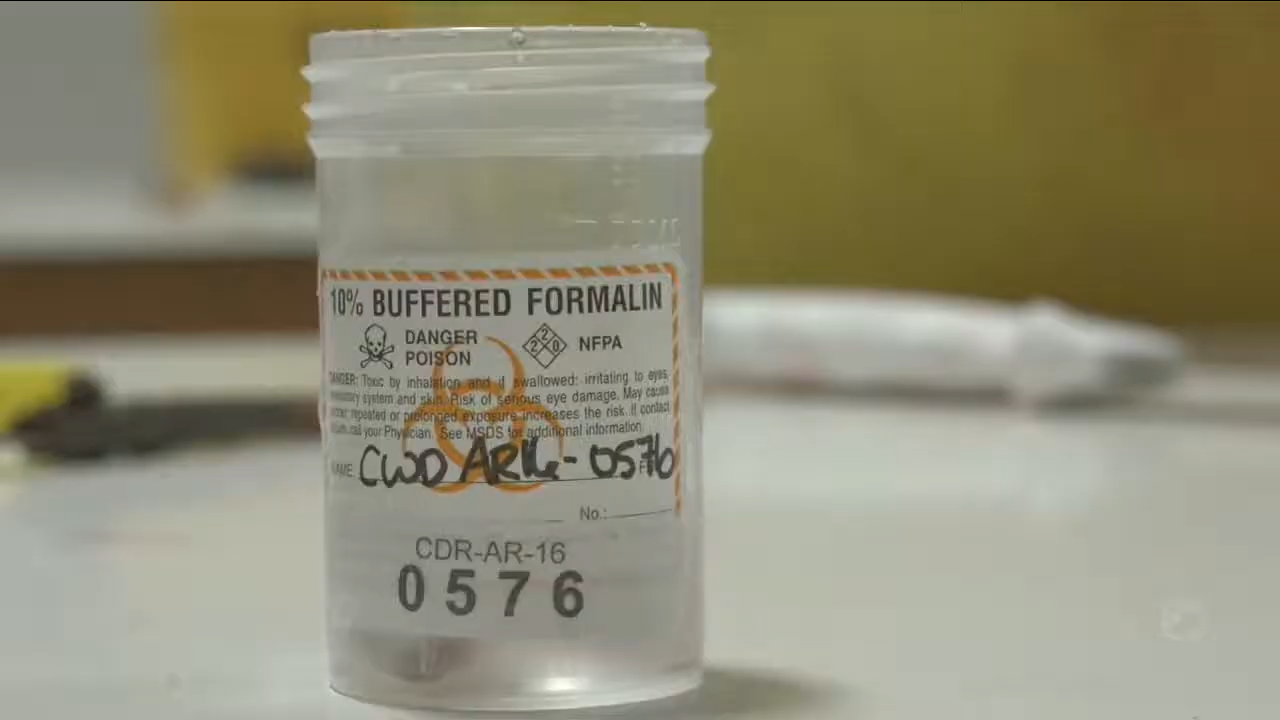 10% BUFFERED FORMALIN
DANGER
POISON
2
2 0
NFPA
DANGER: Toxic by inhalation and if swallowed: irritating to eyes,
system and skin. Risk of serious eye damage. May cause
repeated or prolonged exposure increases the risk. If contact
call your Physician. See MSDS for additional information.
NAME: CWD AR16-0576
No.:
CDR-AR-16
0576